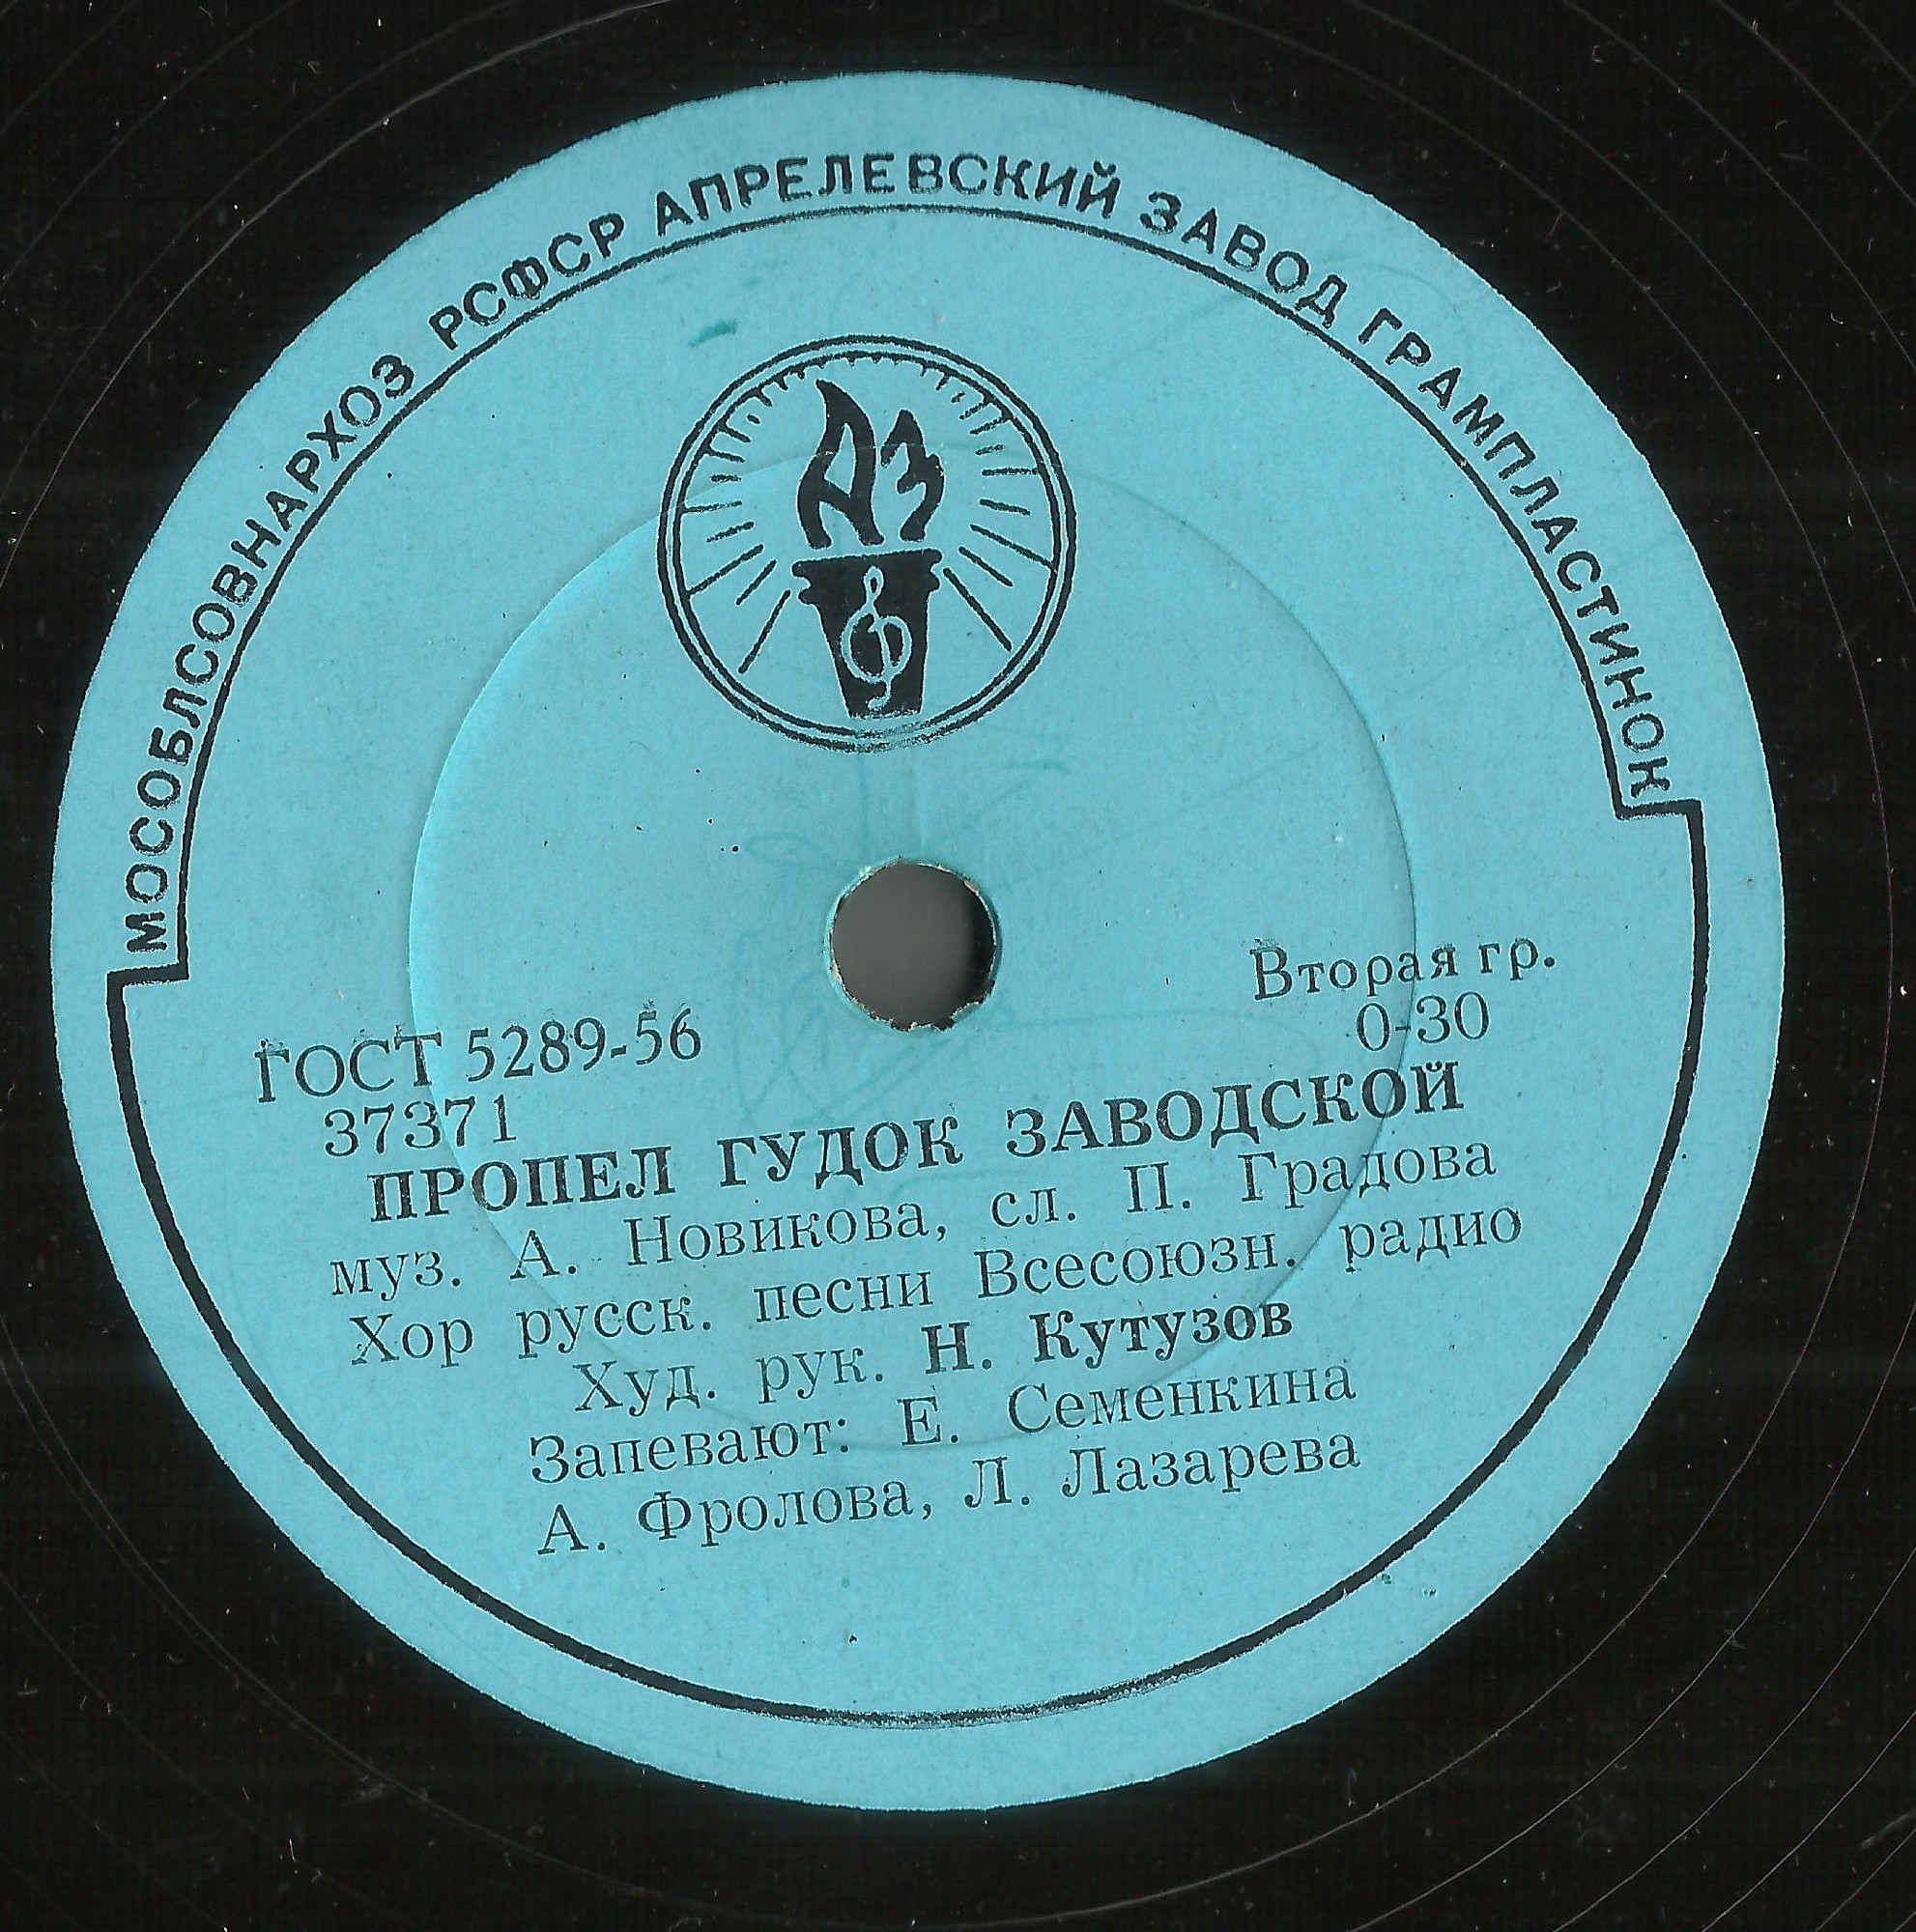 МОСОБЛСОВНАРХОЗ РСФСР АПРЕЛЕВСКИЙ ЗАВОД ГРАМПЛАСТИНОК
АЗ
Вторая гр.
ГОСТ 5289-56
0-30
37371
ПРОПЕЛ ГУДОК ЗАВОДСКОЙ
муз. А. Новикова, сл. П. Градова
Хор русск. песни Всесоюзн. радио
Худ. рук. Н. Кутузов
Запевают: Е. Семенкина
А. Фролова, Л. Лазарева